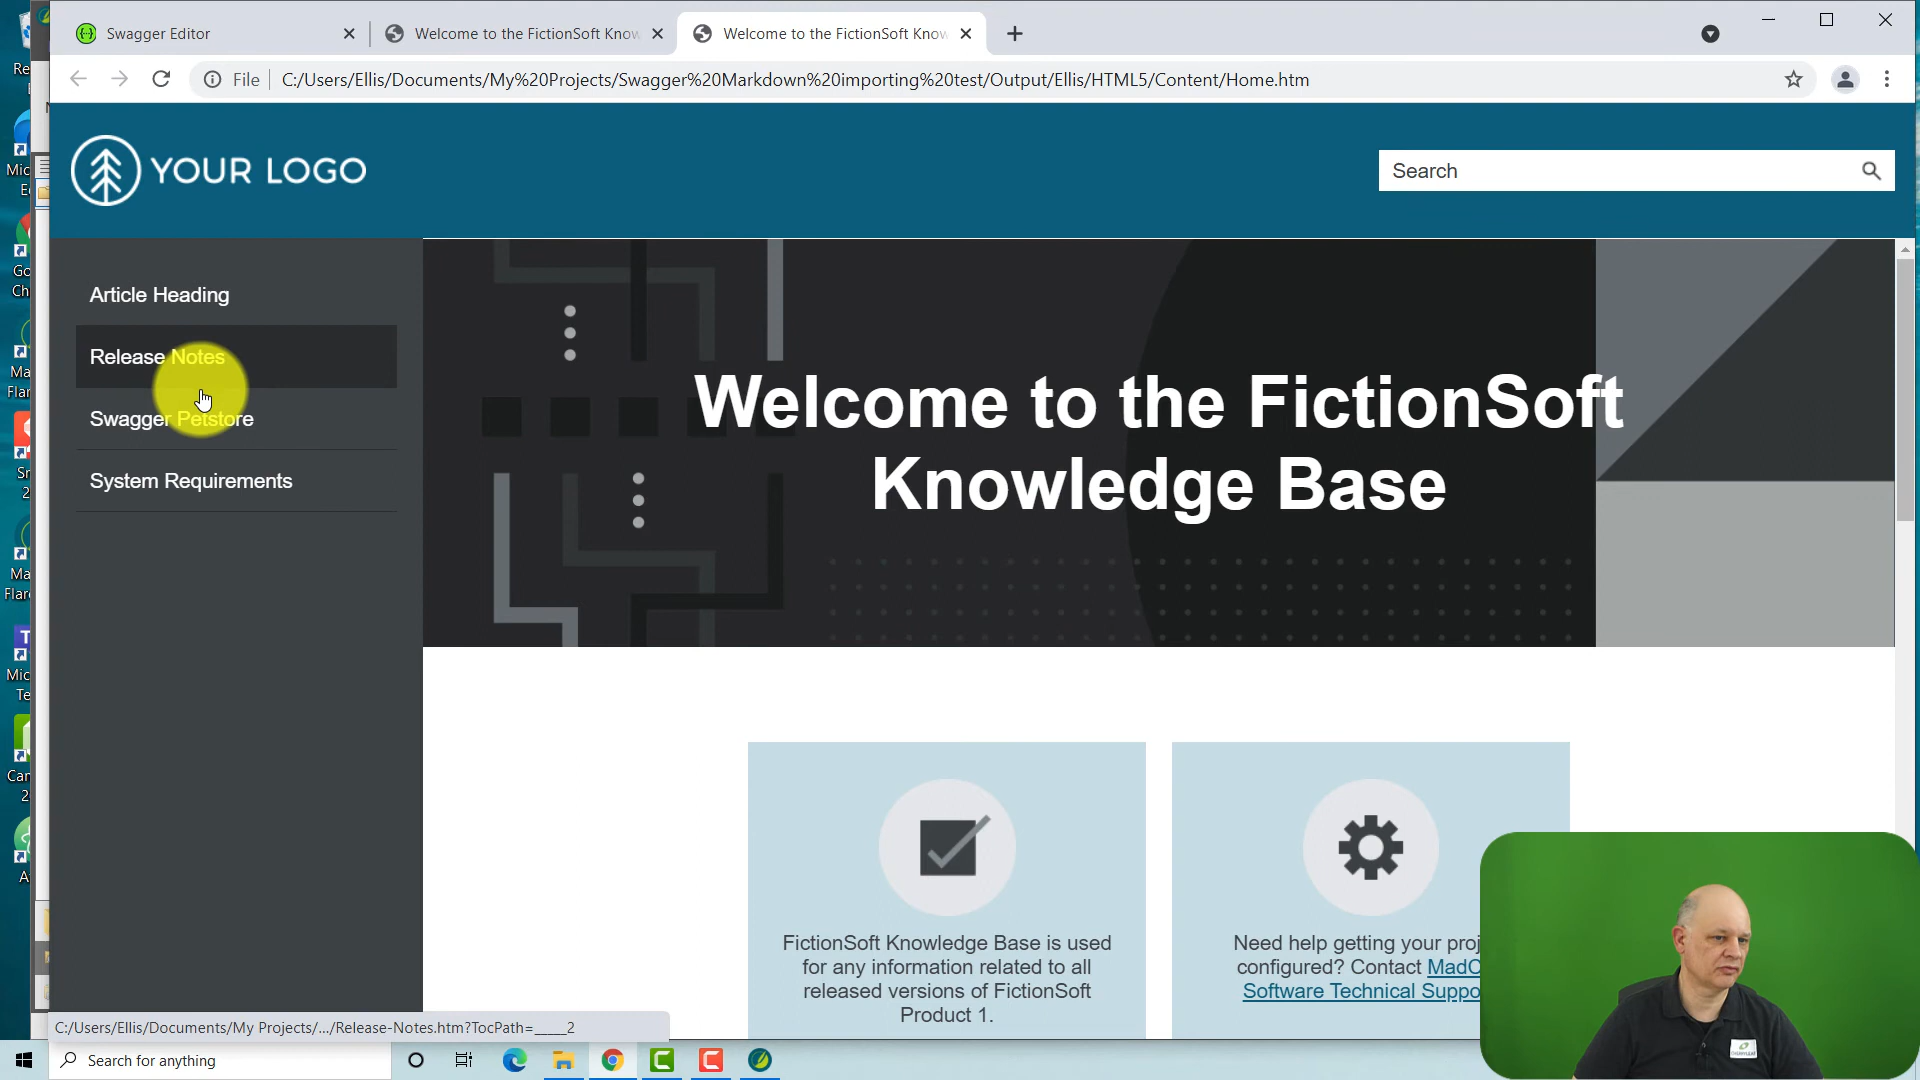 Swagger Editor
Welcome to the FictionSoft Know
Welcome to the FictionSoft Know
File
C:/Users/Ellis/Documents/My%20Projects/Swagger%20Markdown%20importing%20test/Output/Ellis/HTML5/Content/Home.htm
YOUR LOGO
Search
Article Heading
Release Notes
Swagger Petstore
System Requirements
Welcome to the FictionSoft
Knowledge Base
FictionSoft Knowledge Base is used
for any information related to all
released versions of FictionSoft
Product 1.
Need help getting your proj
configured? Contact MadC
Software Technical Suppo
C:/Users/Ellis/Documents/My Projects/.../Release-Notes.htm?TocPath=_____2
Search for anything